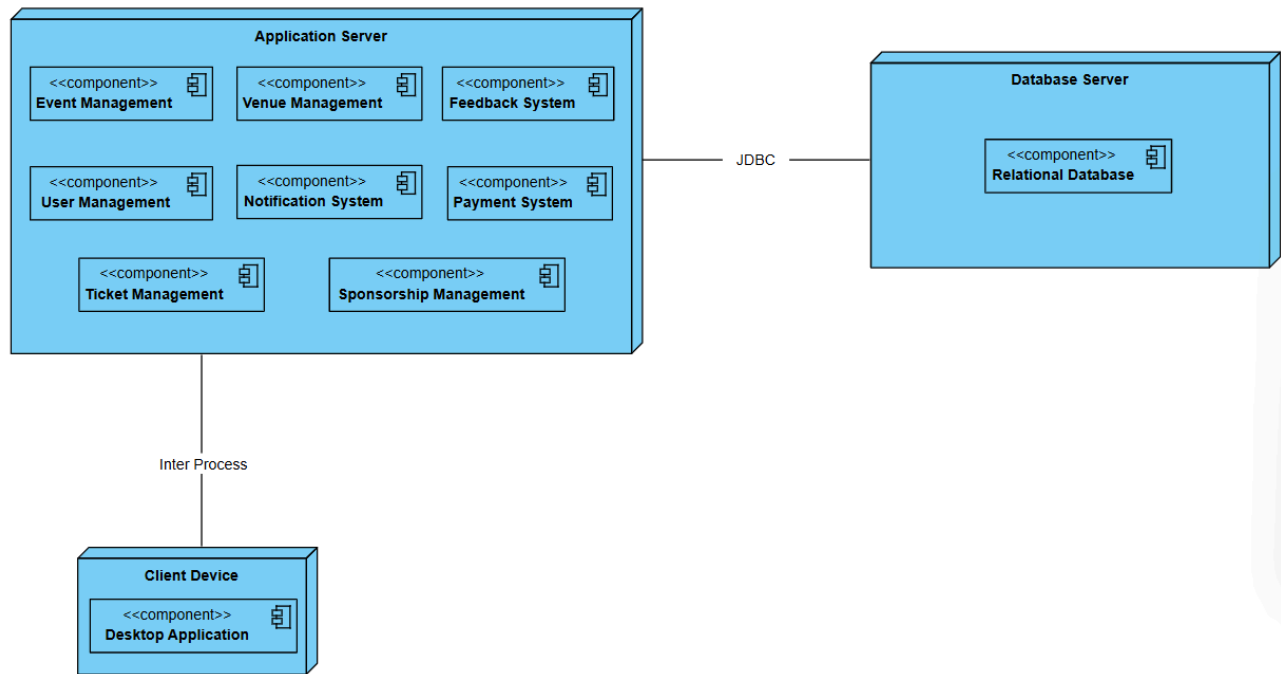 Application Server
<<component>>
Event Management
<<component>>
Venue Management
<<component>>
Feedback System
<<component>>
User Management
<<component>>
Notification System
<<component>>
Payment System
<<component>>
Ticket Management
<<component>>
Sponsorship Management
JDBC
Database Server
<<component>>
Relational Database
Inter Process
Client Device
<<component>>
Desktop Application